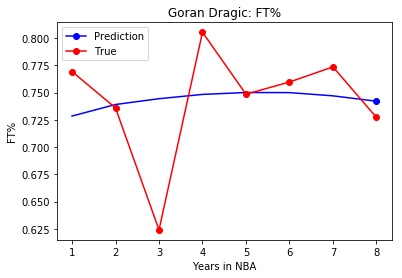 Goran Dragic: FT%
Prediction
True
0.800
0.775
0.750
0.725
0.700
0.675
0.650
0.625
FT%
1 2 3 4 5 6 7 8
Years in NBA